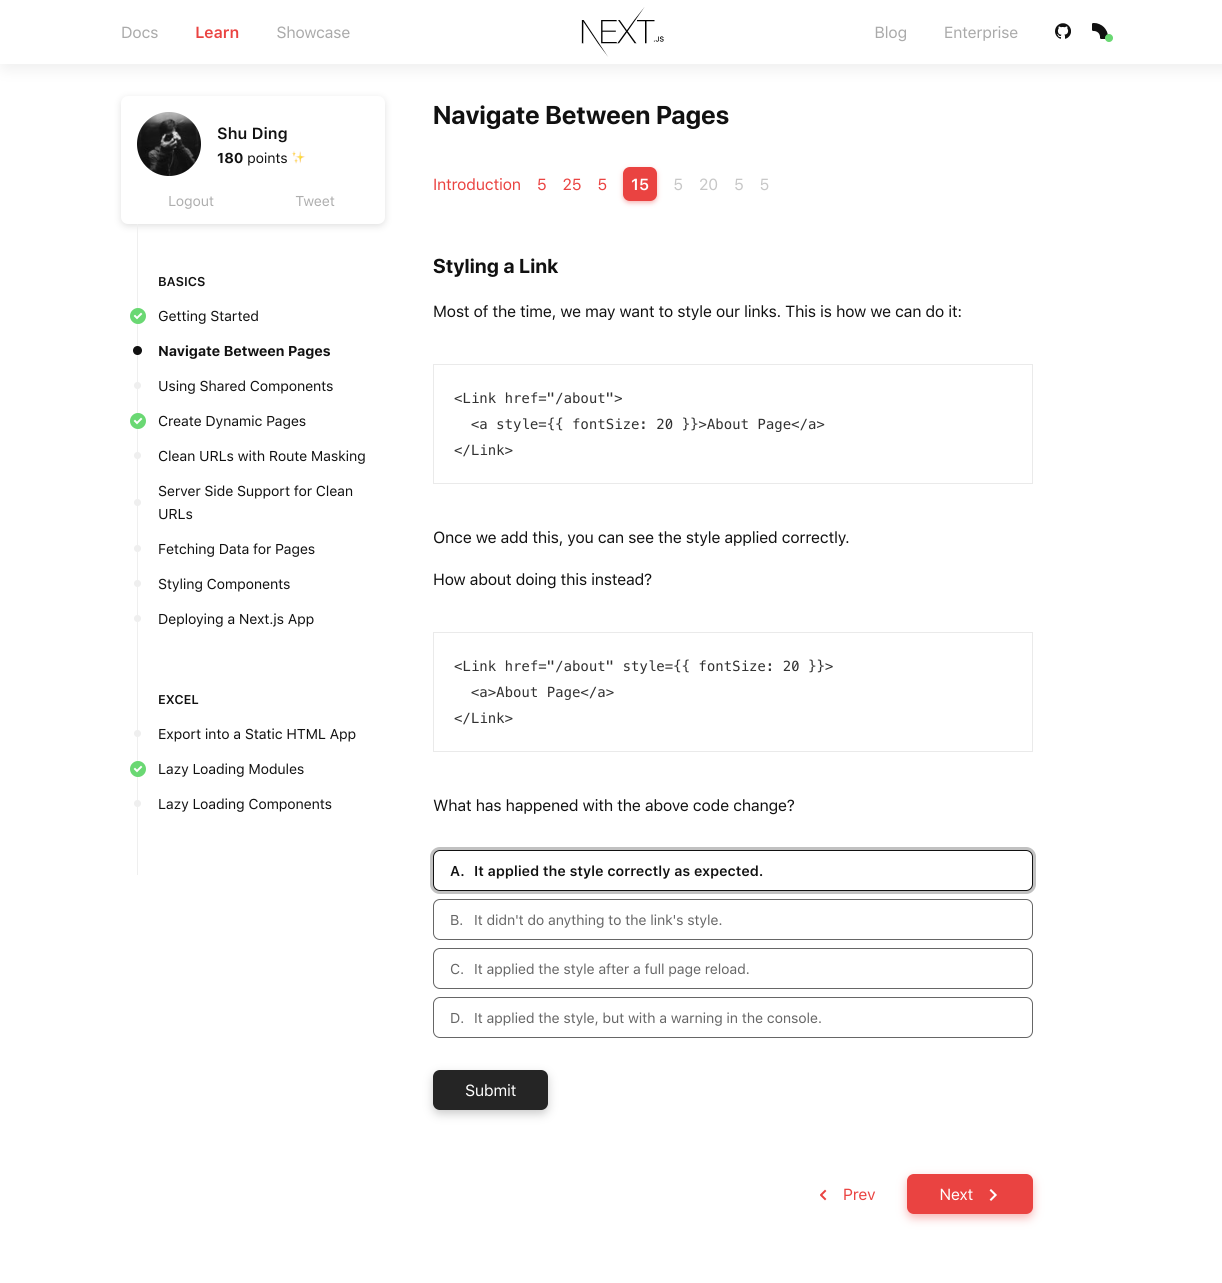 Docs Learn Showcase NEXT.JS Blog Enterprise
Shu Ding
180 points ✨
Logout Tweet
BASICS
Getting Started
Navigate Between Pages
Using Shared Components
Create Dynamic Pages
Clean URLs with Route Masking
Server Side Support for Clean
URLs
Fetching Data for Pages
Styling Components
Deploying a Next.js App
EXCEL
Export into a Static HTML App
Lazy Loading Modules
Lazy Loading Components
Navigate Between Pages
Introduction 5 25 5 15 5 20 5 5
Styling a Link
Most of the time, we may want to style our links. This is how we can do it:
<Link href="/about">
  <a style={{ fontSize: 20 }}>About Page</a>
</Link>
Once we add this, you can see the style applied correctly.
How about doing this instead?
<Link href="/about" style={{ fontSize: 20 }}>
  <a>About Page</a>
</Link>
What has happened with the above code change?
A. It applied the style correctly as expected.
B. It didn't do anything to the link's style.
C. It applied the style after a full page reload.
D. It applied the style, but with a warning in the console.
Submit
Prev Next